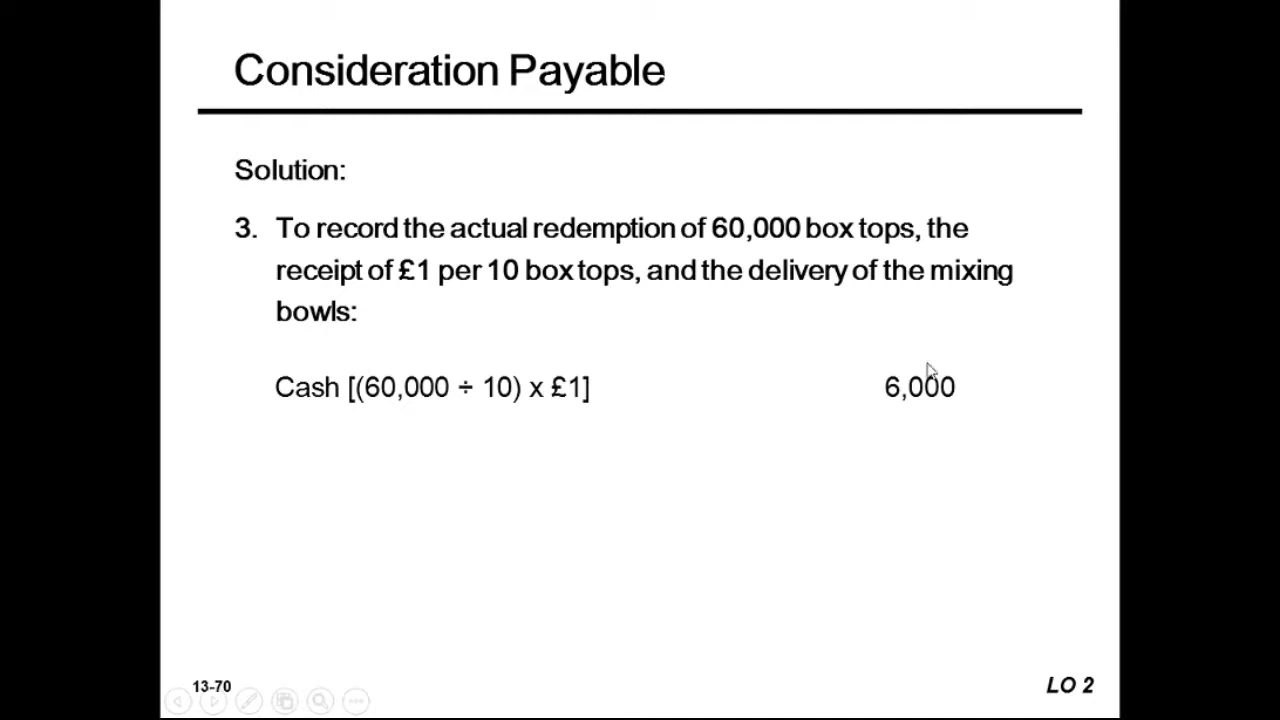 Consideration Payable
Solution:
3. To record the actual redemption of 60,000 box tops, the
receipt of £1 per 10 box tops, and the delivery of the mixing
bowls:
Cash [(60,000 ÷ 10) x £1] 6,000
13-70 LO 2